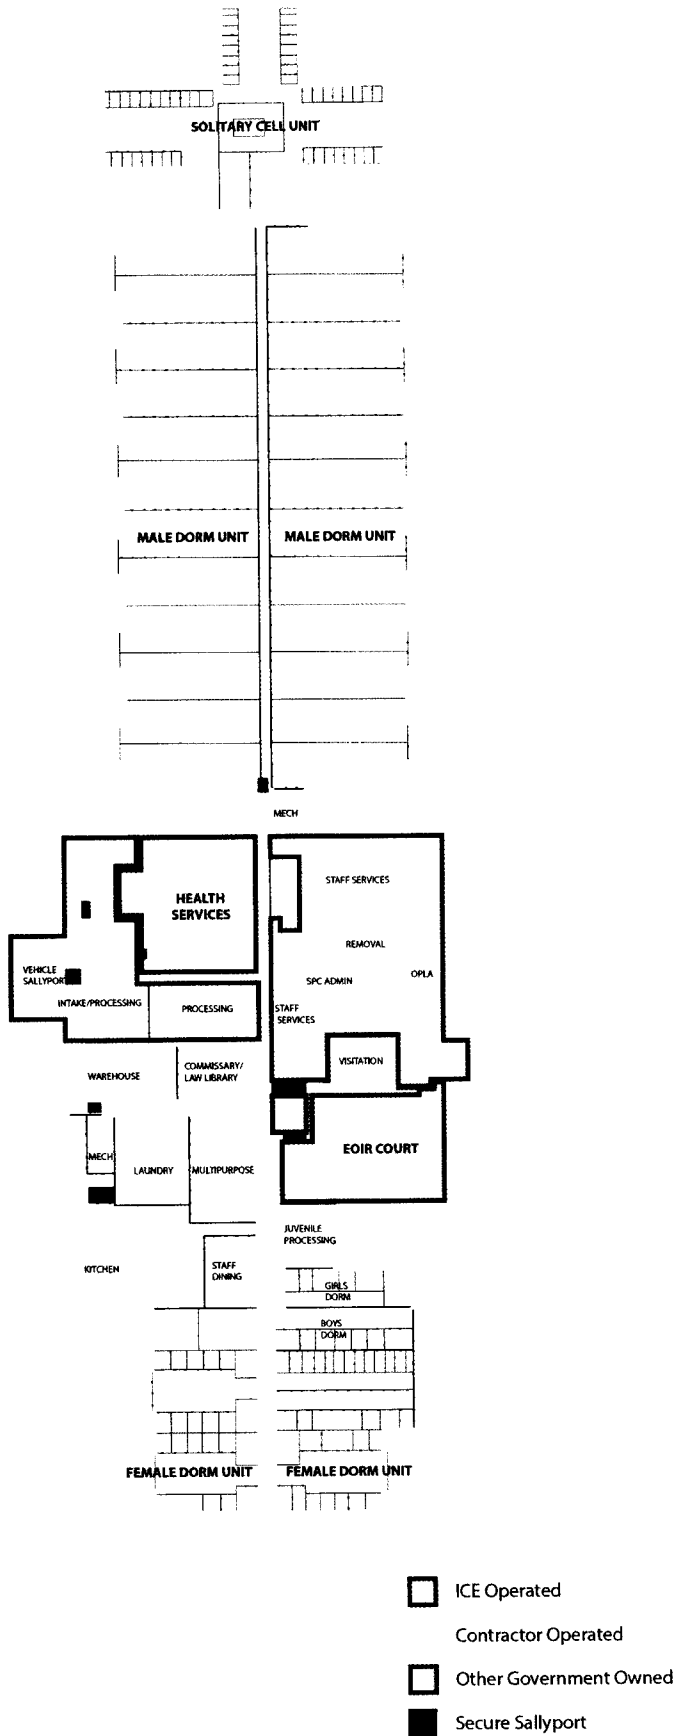 SOLITARY CELL UNIT
MALE DORM UNIT
MALE DORM UNIT
MECH
HEALTH
SERVICES
STAFF SERVICES
REMOVAL
SPC ADMIN
OPLA
VEHICLE
SALLYPORT
INTAKE/PROCESSING
PROCESSING
STAFF
SERVICES
VISITATION
WAREHOUSE
COMMISSARY/
LAW LIBRARY
MECH
LAUNDRY
MULTIPURPOSE
EOIR COURT
JUVENILE
PROCESSING
KITCHEN
STAFF
DINING
GIRLS
DORM
BOYS
DORM
FEMALE DORM UNIT
FEMALE DORM UNIT
ICE Operated
Contractor Operated
Other Government Owned
Secure Sallyport